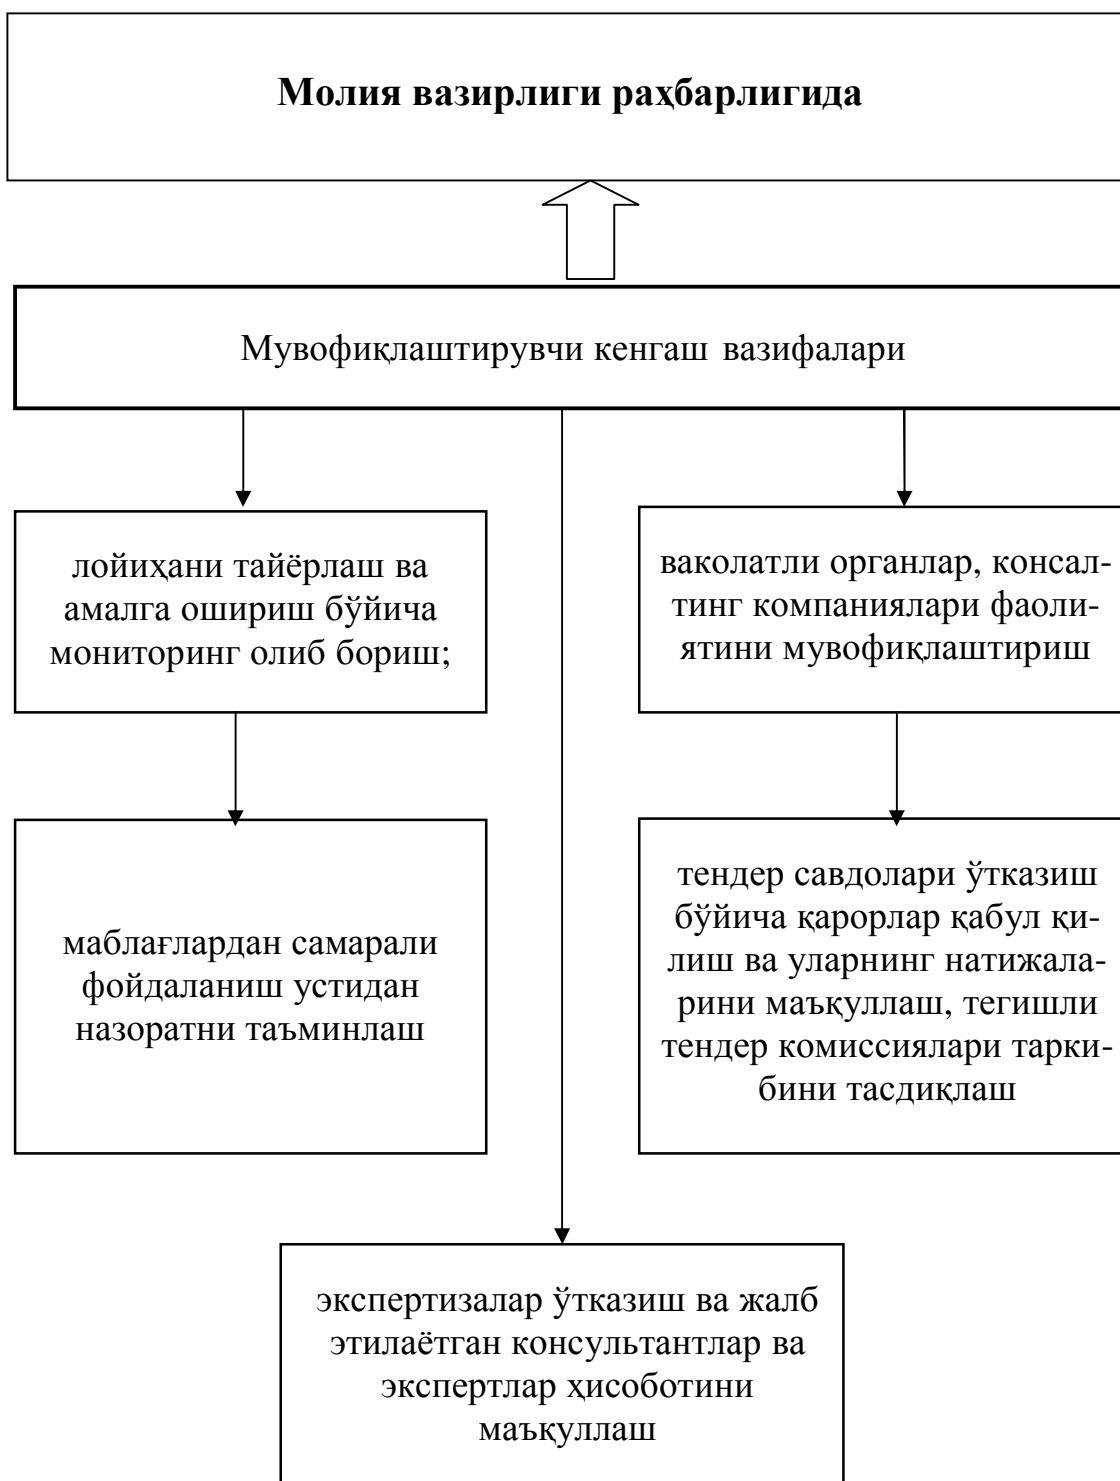 Молия вазирлиги раҳбарлигида
Мувофиқлаштирувчи кенгаш вазифалари
лойиҳани тайёрлаш ва
амалга ошириш бўйича
мониторинг олиб бориш;
ваколатли органлар, консал-
тинг компаниялари фаоли-
ятини мувофиқлаштириш
маблағлардан самарали
фойдаланиш устидан
назоратни таъминлаш
тендер савдолари ўтказиш
бўйича қарорлар қабул қи-
лиш ва уларнинг натижала-
рини маъқуллаш, тегишли
тендер комиссиялари тарки-
бини тасдиқлаш
экспертизалар ўтказиш ва жалб
этилаётган консультантлар ва
экспертлар ҳисоботини
маъқуллаш